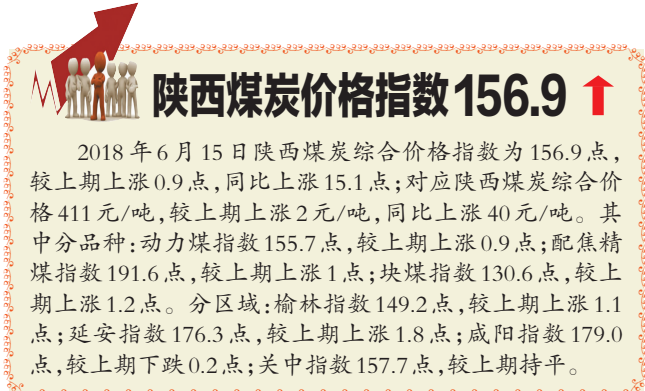 陕西煤炭价格指数156.9
2018年6月15日陕西煤炭综合价格指数为156.9点，
较上期上涨0.9点，同比上涨15.1点；对应陕西煤炭综合价
格411元/吨，较上期上涨2元/吨，同比上涨40元/吨。其
中分品种：动力煤指数155.7点，较上期上涨0.9点；配焦精
煤指数191.6点，较上期上涨1点；块煤指数130.6点，较上
期上涨1.2点。分区域：榆林指数149.2点，较上期上涨1.1
点；延安指数176.3点，较上期上涨1.8点；咸阳指数179.0
点，较上期下跌0.2点；关中指数157.7点，较上期持平。